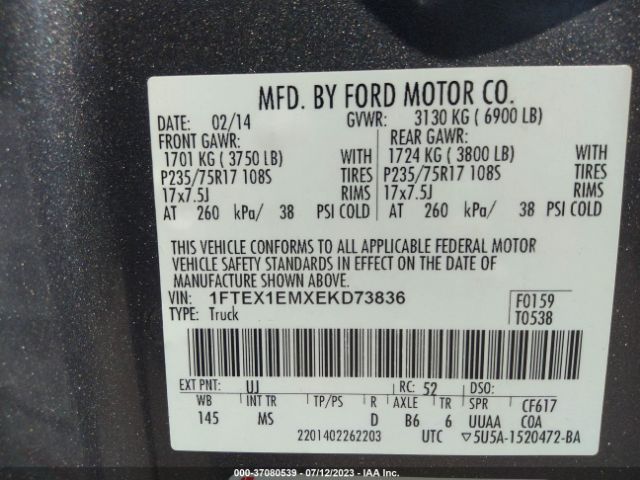 MFD. BY FORD MOTOR CO.
DATE: 02/14 GVWR: 3130 KG ( 6900 LB)
FRONT GAWR: REAR GAWR:
1701 KG ( 3750 LB) WITH 1724 KG ( 3800 LB) WITH
P235/75R17 108S TIRES P235/75R17 108S TIRES
17x7.5J RIMS 17x7.5J RIMS
AT 260 kPa/ 38 PSI COLD AT 260 kPa/ 38 PSI COLD
THIS VEHICLE CONFORMS TO ALL APPLICABLE FEDERAL MOTOR
VEHICLE SAFETY STANDARDS IN EFFECT ON THE DATE OF
MANUFACTURE SHOWN ABOVE.
VIN: 1FTEX1EMXEKD73836 F0159
TYPE: Truck T0538
EXT PNT: UJ RC: 52 DSO:
WB INT TR TP/PS R AXLE TR SPR CF617
145 MS D B6 6 UUAA COA
2201402262203 UTC ▽5U5A-1520472-BA
000-37080539 - 07/12/2023 - IAA Inc.